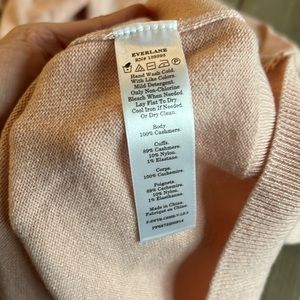 EVERLANE
Hand Wash Cold.
With Like Colors.
Mild Detergent.
Only Non-Chlorine
Bleach When Needed.
Lay Flat To Dry.
Cool Iron if Needed
Or Dry Clean.
Body:
100% Cashmere.
Cuffs:
89% Cashmere.
10% Nylon.
1% Elastane.
Corps:
100% Cachemire.
Poignets:
89% Cachemire.
10% Nylon.
1% Elasthanne.
Made in China.
Fabriqué en Chine.